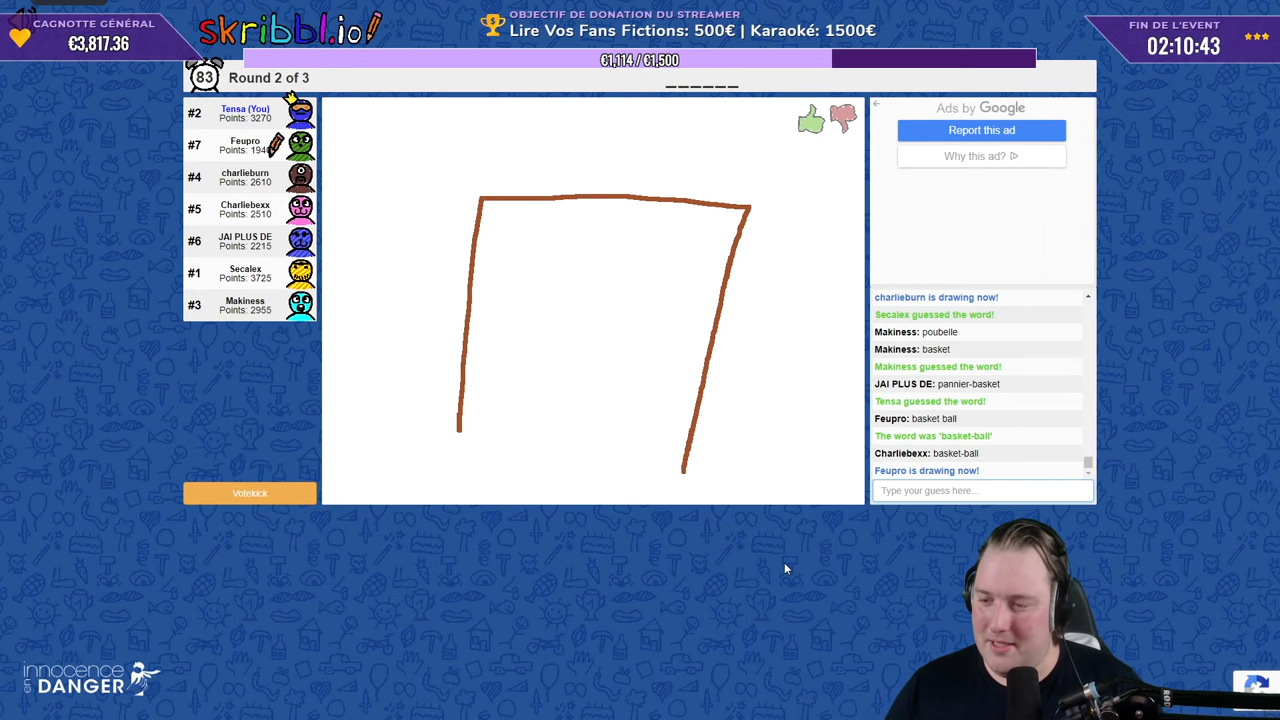 CAGNOTTE GÉNÉRAL
€3,817.36
skribbl.io
OBJECTIF DE DONATION DU STREAMER
Lire Vos Fans Fictions: 500€ | Karaoké: 1500€
FIN DE L'EVENT
02:10:43
€1,114 / €1,500
83
Round 2 of 3
______
#2
Tensa (You)
Points: 3270
#7
Feupro
Points: 1940
#4
charlieburn
Points: 2610
#5
Charliebexx
Points: 2510
#6
JAI PLUS DE
Points: 2215
#1
Secalex
Points: 3725
#3
Makiness
Points: 2955
Votekick
Ads by Google
Report this ad
Why this ad?
charlieburn is drawing now!
Secalex guessed the word!
Makiness: poubelle
Makiness: basket
Makiness guessed the word!
JAI PLUS DE: pannier-basket
Tensa guessed the word!
Feupro: basket ball
The word was 'basket-ball'
Charliebexx: basket-ball
Feupro is drawing now!
Type your guess here...
innocence
en DANGER
RØDE